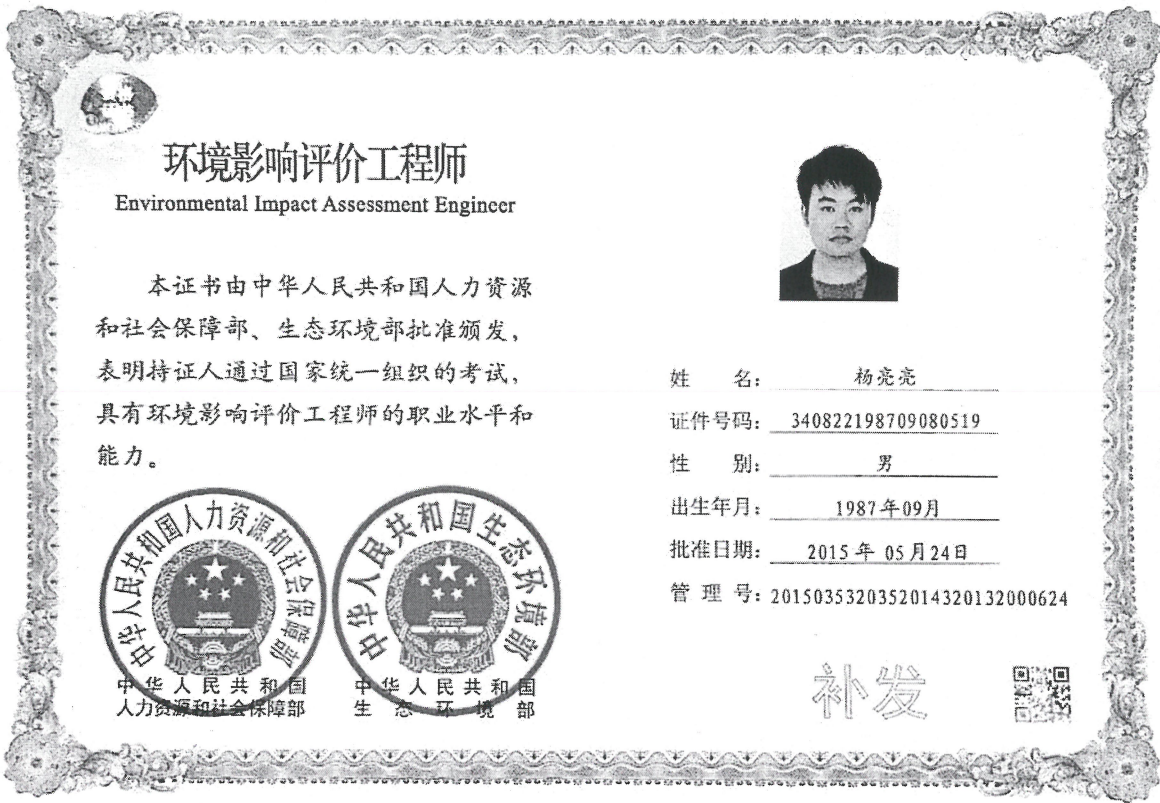 环境影响评价工程师
Environmental Impact Assessment Engineer
本证书由中华人民共和国人力资源
和社会保障部、生态环境部批准颁发，
表明持证人通过国家统一组织的考试，
具有环境影响评价工程师的职业水平和
能力。
中华人民共和国人力资源和社会保障部
中华人民共和国生态环境部
中华人民共和国
人力资源和社会保障部
中华人民共和国
生态环境部
姓名：杨亮亮
证件号码：340822198709080519
性别：男
出生年月：1987年09月
批准日期：2015年05月24日
管理号：2015035320352014320132000624
补发